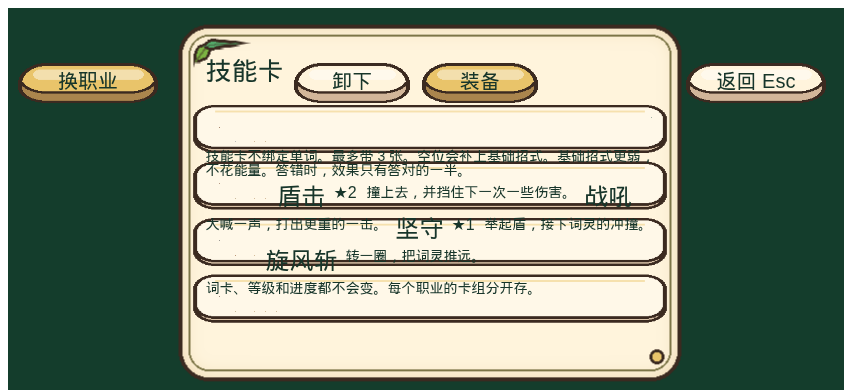 换职业
技能卡
卸下
装备
返回 Esc
技能卡不绑定单词。最多带 3 张。空位会补上基础招式。基础招式更弱，
不花能量。答错时，效果只有答对的一半。
盾击 ★2 撞上去，并挡住下一次一些伤害。 战吼
大喊一声，打出更重的一击。 坚守 ★1 举起盾，接下词灵的冲撞。
旋风斩 转一圈，把词灵推远。
词卡、等级和进度都不会变。每个职业的卡组分开存。